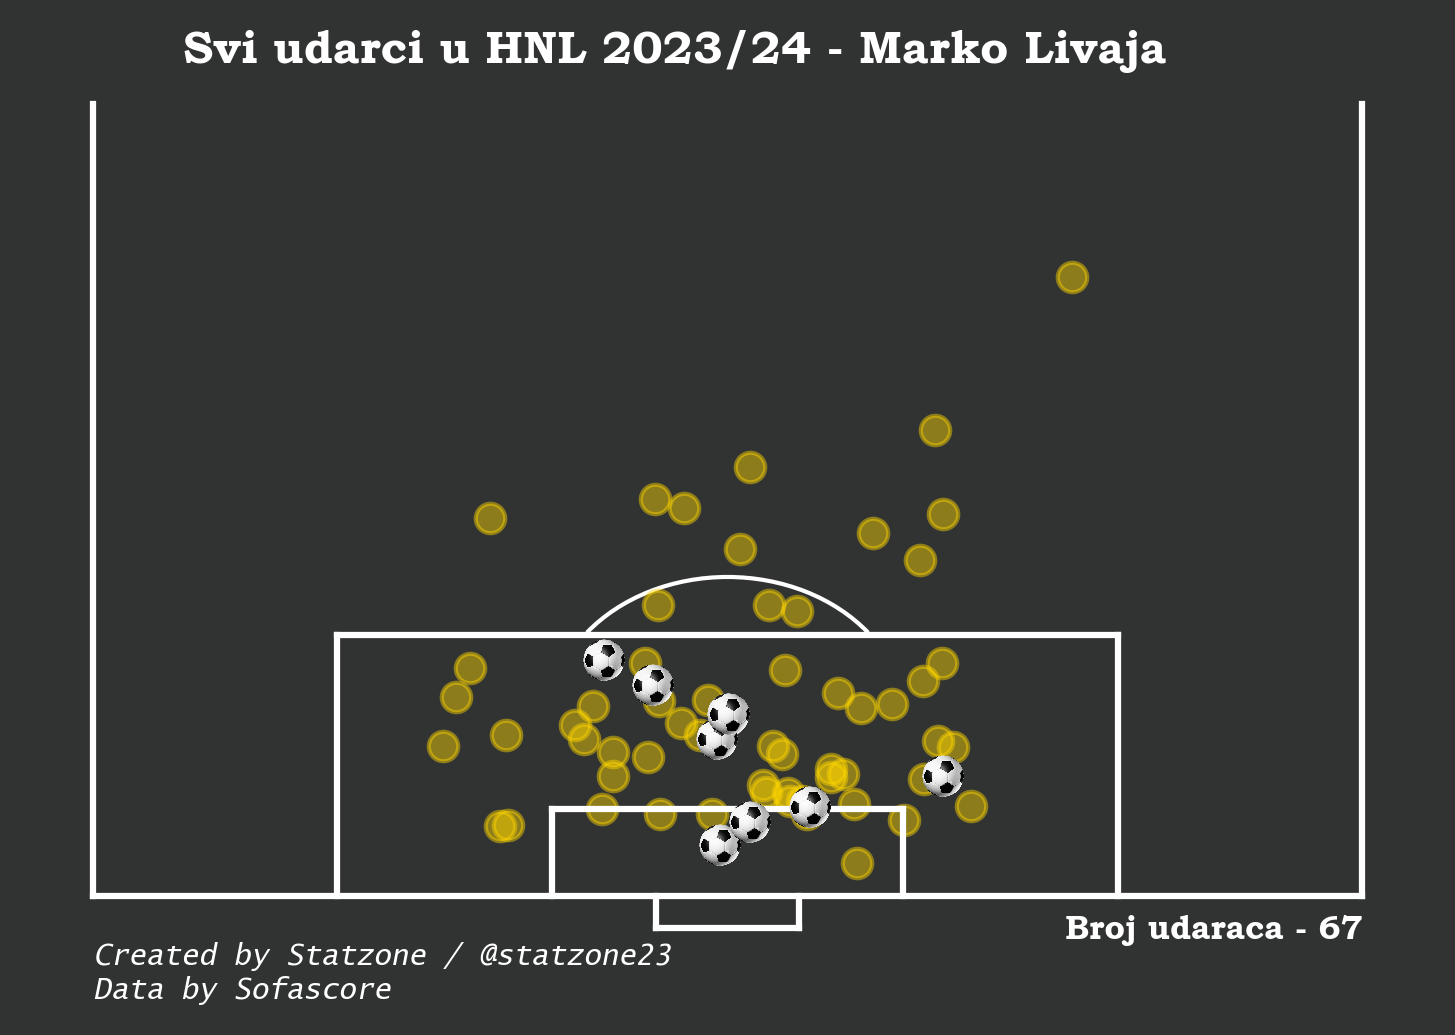 Svi udarci u HNL 2023/24 - Marko Livaja
Broj udaraca - 67
Created by Statzone / @statzone23
Data by Sofascore